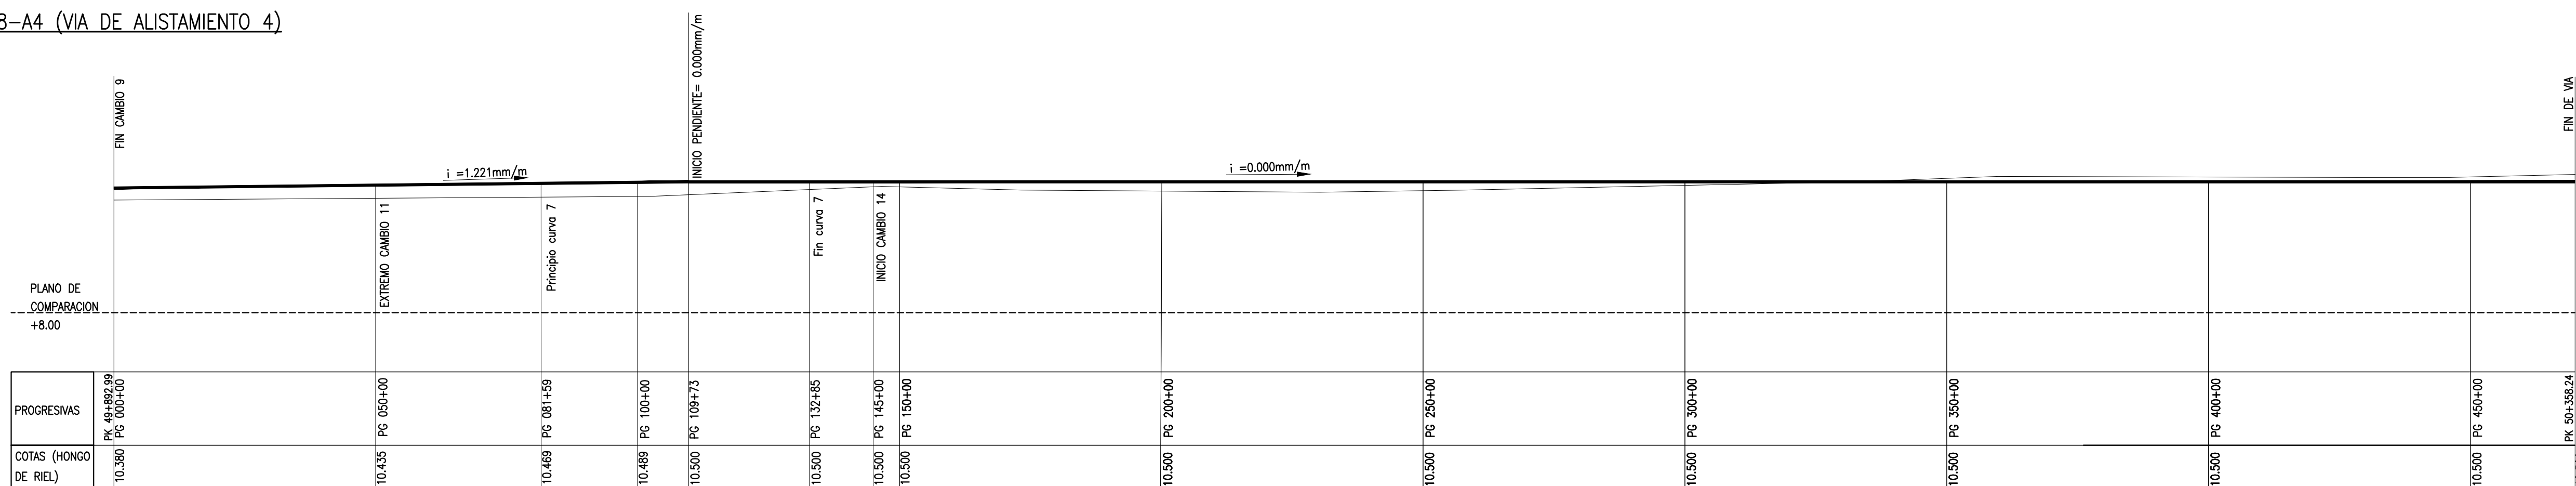 8-A4 (VIA DE ALISTAMIENTO 4)
FIN CAMBIO 9
INICIO PENDIENTE= 0.000mm/m
FIN DE VIA
i =1.221mm/m
i =0.000mm/m
EXTREMO CAMBIO 11
Principio curva 7
Fin curva 7
INICIO CAMBIO 14
PLANO DE
COMPARACION
+8.00
PROGRESIVAS
PK 49+892.99
PG 000+00
PG 050+00
PG 081+59
PG 100+00
PG 109+73
PG 132+85
PG 145+00
PG 150+00
PG 200+00
PG 250+00
PG 300+00
PG 350+00
PG 400+00
PG 450+00
PK 50+358.24
COTAS (HONGO
DE RIEL)
10.380
10.435
10.469
10.489
10.500
10.500
10.500
10.500
10.500
10.500
10.500
10.500
10.500
10.500